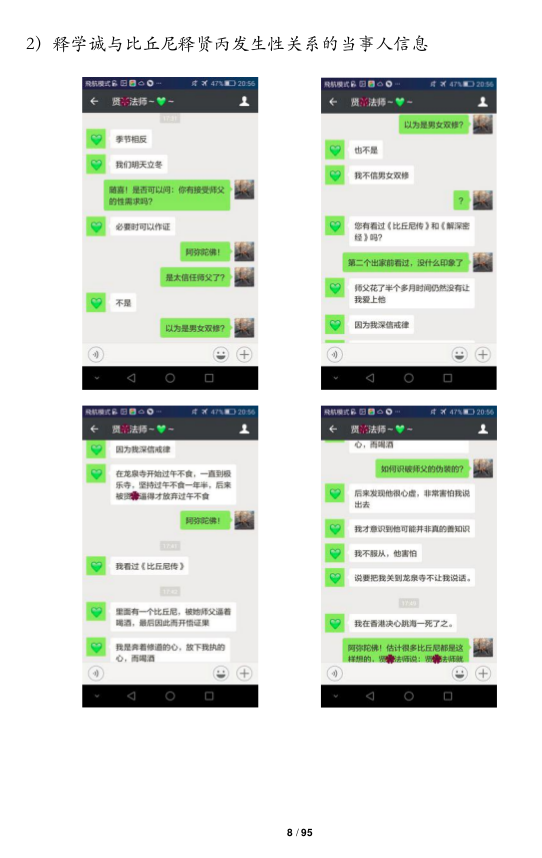 2）释学诚与比丘尼释贤丙发生性关系的当事人信息
飛航模式
47%
20:56
贤法师~💚~
季节相反
我们明天立冬
随喜！是否可以问：你有接受师父
的性需求吗？
必要时可以作证
阿弥陀佛！
是太信任师父了？
不是
以为是男女双修？
飛航模式
47%
20:56
贤法师~💚~
以为是男女双修？
也不是
我不信男女双修
？
您有看过《比丘尼传》和《解深密
经》吗？
第二个出家前看过，没什么印象了
师父花了半个多月时间仍然没有让
我爱上他
因为我深信戒律
飛航模式
47%
20:56
贤法师~💚~
因为我深信戒律
在龙泉寺开始过午不食，一直到极
乐寺，坚持过午不食一年半，后来
被贤逼得才放弃过午不食
阿弥陀佛！
我看过《比丘尼传》
里面有一个比丘尼，被她师父逼着
喝酒，最后因此而开悟证果
我是奔着修道的心，放下我执的
心，而喝酒
飛航模式
47%
20:56
贤法师~💚~
心，而喝酒
如何识破师父的伪装的？
后来发现他很心虚，非常害怕我说
出去
我才意识到他可能并非真的善知识
我不服从，他害怕
说要把我关到龙泉寺不让我说话。
我在香港决心跳海一死了之。
阿弥陀佛！估计很多比丘尼都是这
样想的，贤法师说：贤法师就
8 / 95